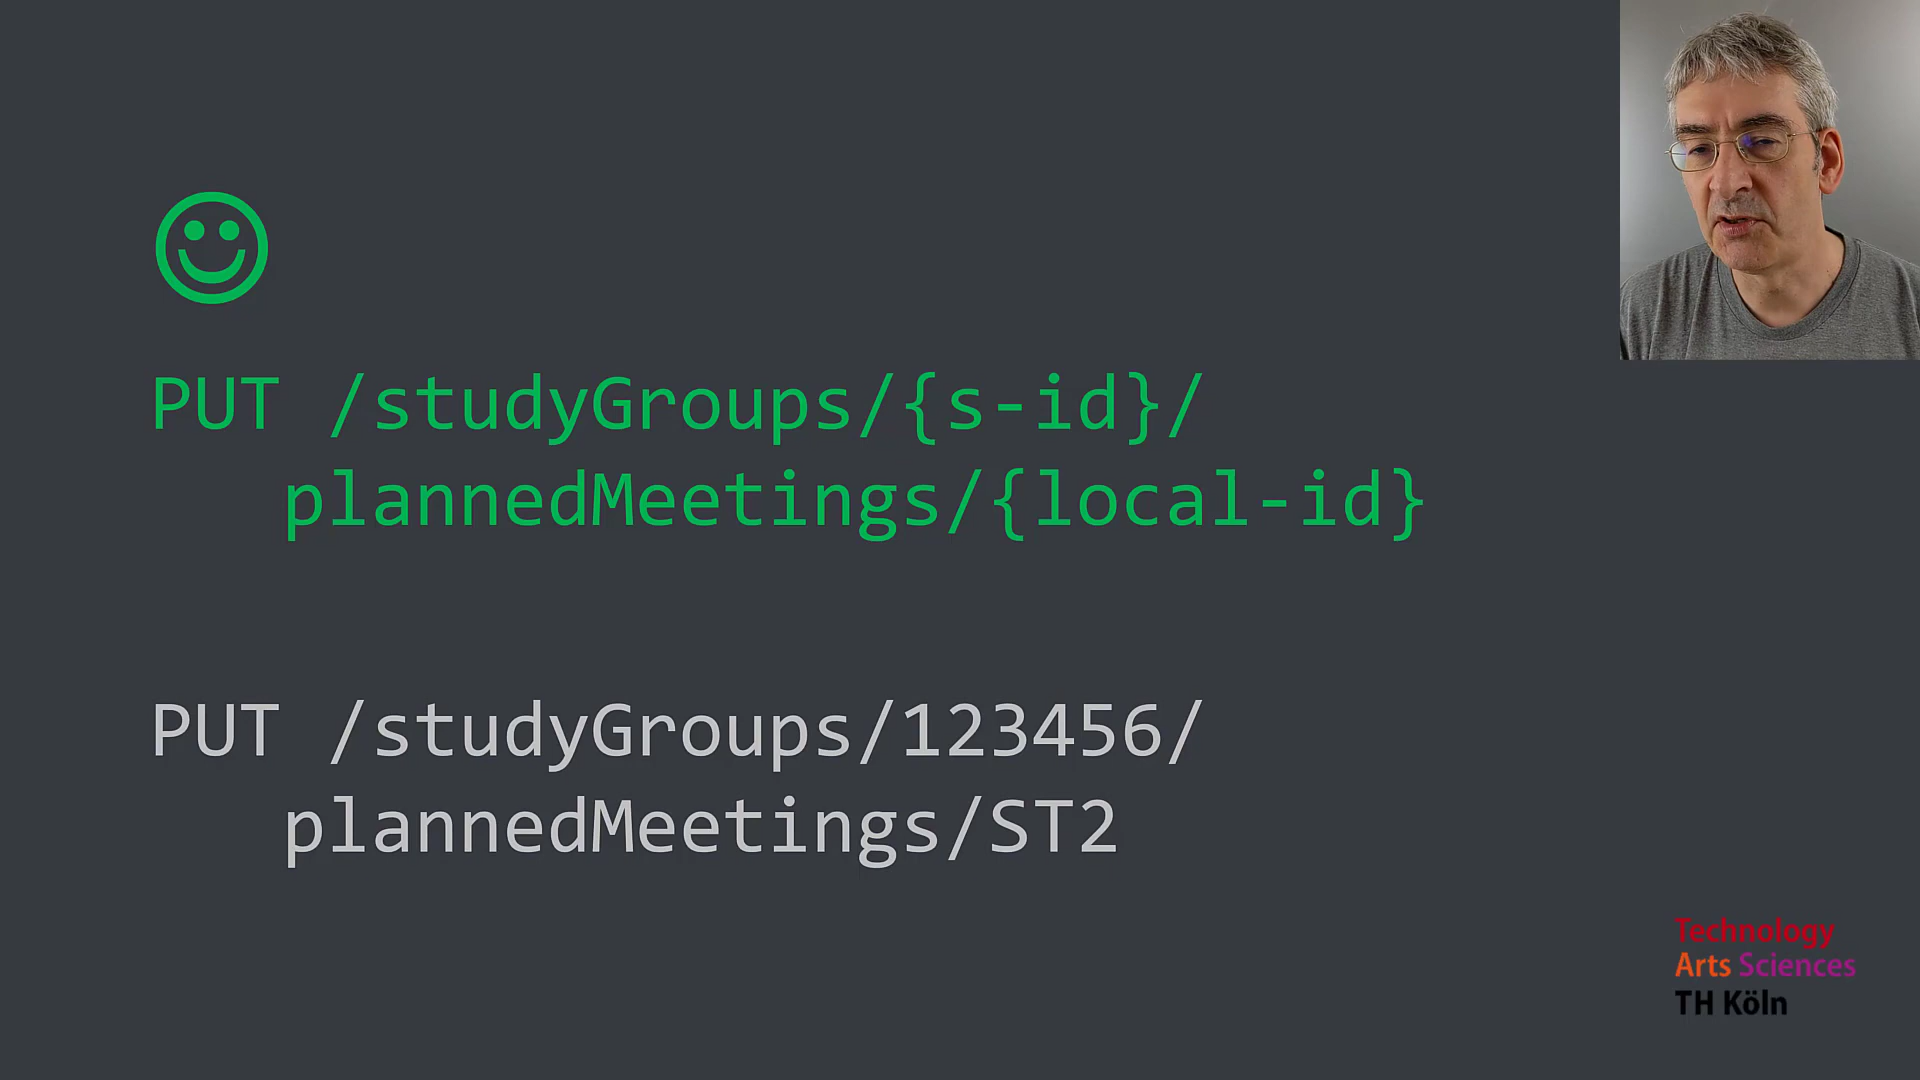 PUT /studyGroups/{s-id}/
plannedMeetings/{local-id}
PUT /studyGroups/123456/
plannedMeetings/ST2
Technology
Arts Sciences
TH Köln